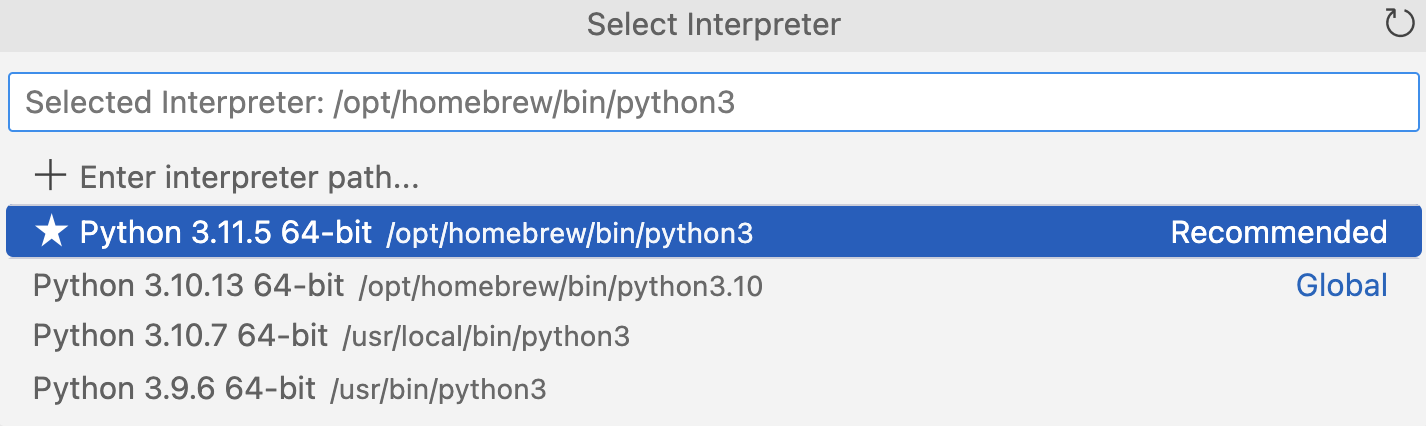 Select Interpreter
Selected Interpreter: /opt/homebrew/bin/python3
Enter interpreter path...
Python 3.11.5 64-bit /opt/homebrew/bin/python3 Recommended
Python 3.10.13 64-bit /opt/homebrew/bin/python3.10 Global
Python 3.10.7 64-bit /usr/local/bin/python3
Python 3.9.6 64-bit /usr/bin/python3